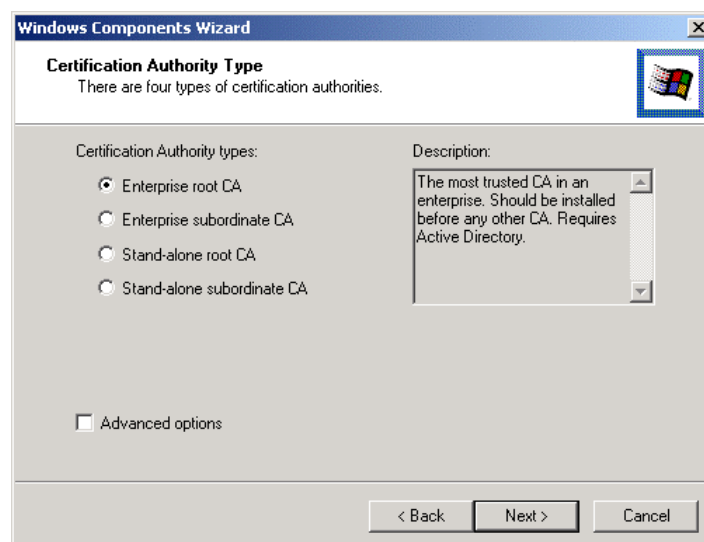 Windows Components Wizard
Certification Authority Type
There are four types of certification authorities.
Certification Authority types:
Enterprise root CA
Enterprise subordinate CA
Stand-alone root CA
Stand-alone subordinate CA
Description:
The most trusted CA in an
enterprise. Should be installed
before any other CA. Requires
Active Directory.
Advanced options
< Back
Next >
Cancel